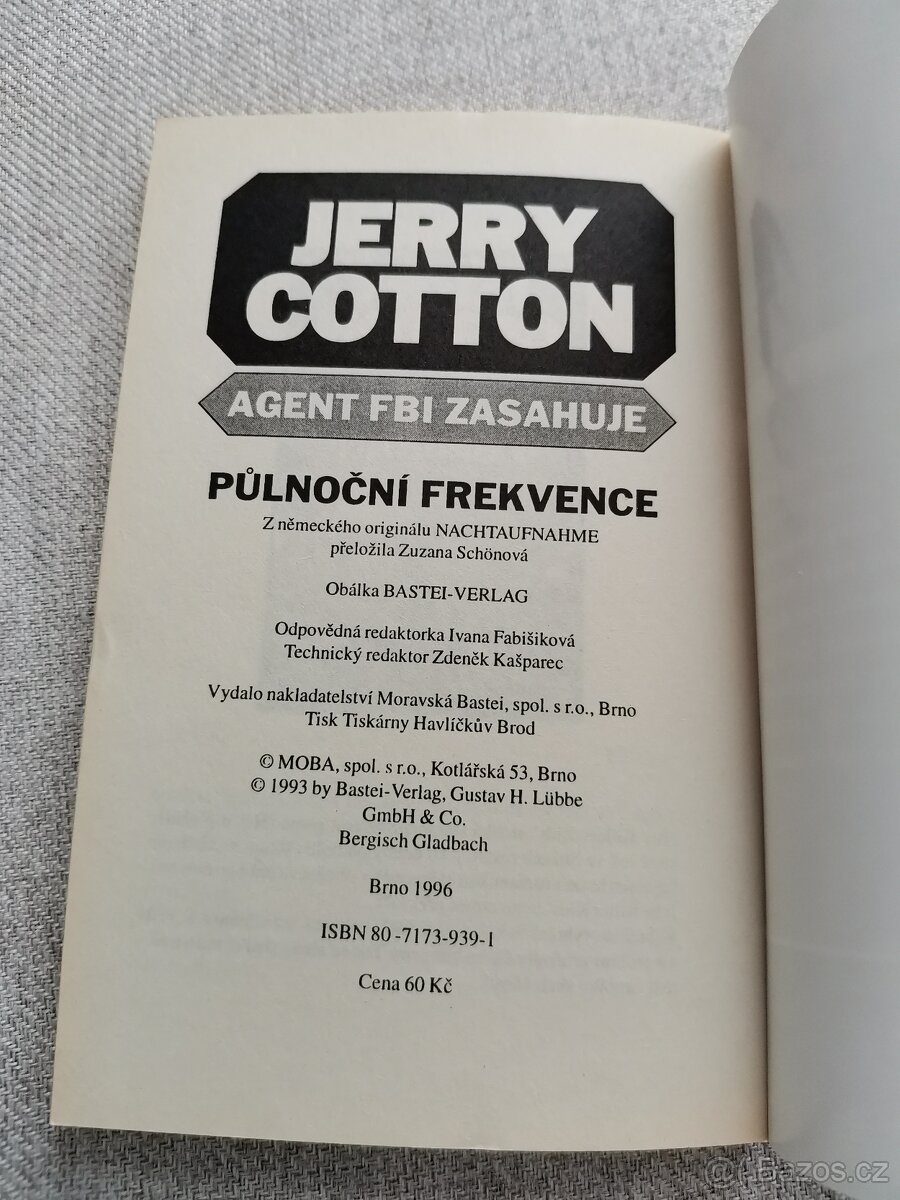 JERRY
COTTON
AGENT FBI ZASAHUJE
PŮLNOČNÍ FREKVENCE
Z německého originálu NACHTAUFNAHME
přeložila Zuzana Schönová
Obálka BASTEI-VERLAG
Odpovědná redaktorka Ivana Fabišiková
Technický redaktor Zdeněk Kašparec
Vydalo nakladatelství Moravská Bastei, spol. s r.o., Brno
Tisk Tiskárny Havlíčkův Brod
© MOBA, spol. s r.o., Kotlářská 53, Brno
© 1993 by Bastei-Verlag, Gustav H. Lübbe
GmbH & Co.
Bergisch Gladbach
Brno 1996
ISBN 80 -7173-939-1
Cena 60 Kč
Bazos.cz